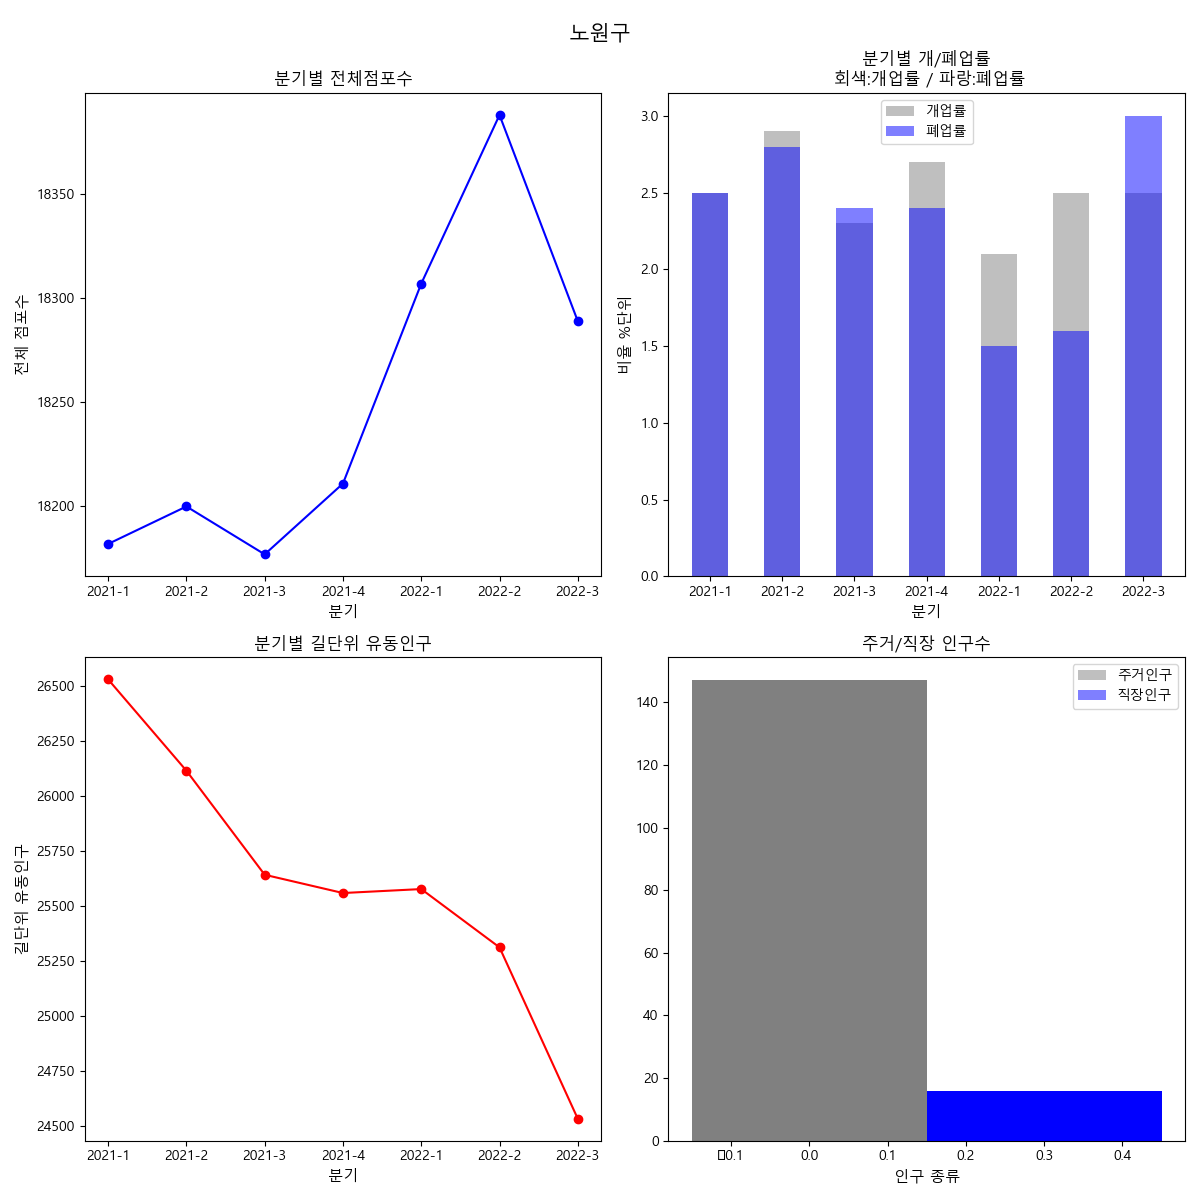 노원구
분기별 전체점포수
전체 점포수
18350
18300
18250
18200
2021-1 2021-2 2021-3 2021-4 2022-1 2022-2 2022-3
분기
분기별 개/폐업률
회색:개업률 / 파랑:폐업률
개업률
폐업률
비율 %단위
3.0
2.5
2.0
1.5
1.0
0.5
0.0
2021-1 2021-2 2021-3 2021-4 2022-1 2022-2 2022-3
분기
분기별 길단위 유동인구
길단위 유동인구
26500
26250
26000
25750
25500
25250
25000
24750
24500
2021-1 2021-2 2021-3 2021-4 2022-1 2022-2 2022-3
분기
주거/직장 인구수
주거인구
직장인구
140
120
100
80
60
40
20
0
▯0.1 0.0 0.1 0.2 0.3 0.4
인구 종류